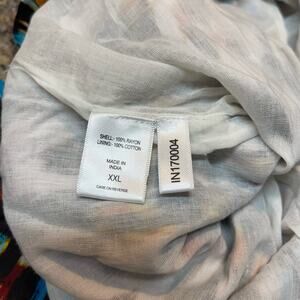 SHELL: 100% RAYON
LINING: 100% COTTON
MADE IN
INDIA
XXL
CARE ON REVERSE
IN170004